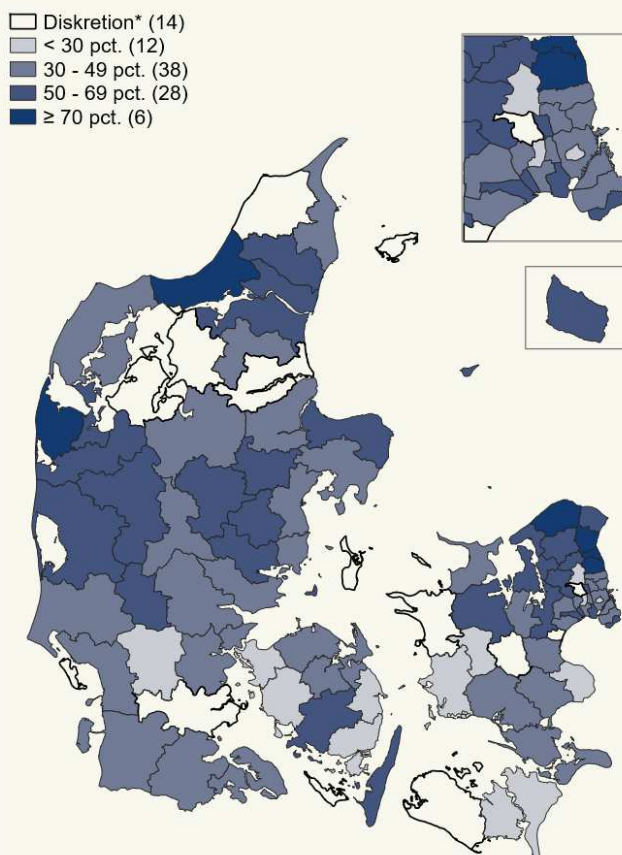 Diskretion* (14)
< 30 pct. (12)
30 - 49 pct. (38)
50 - 69 pct. (28)
≥ 70 pct. (6)